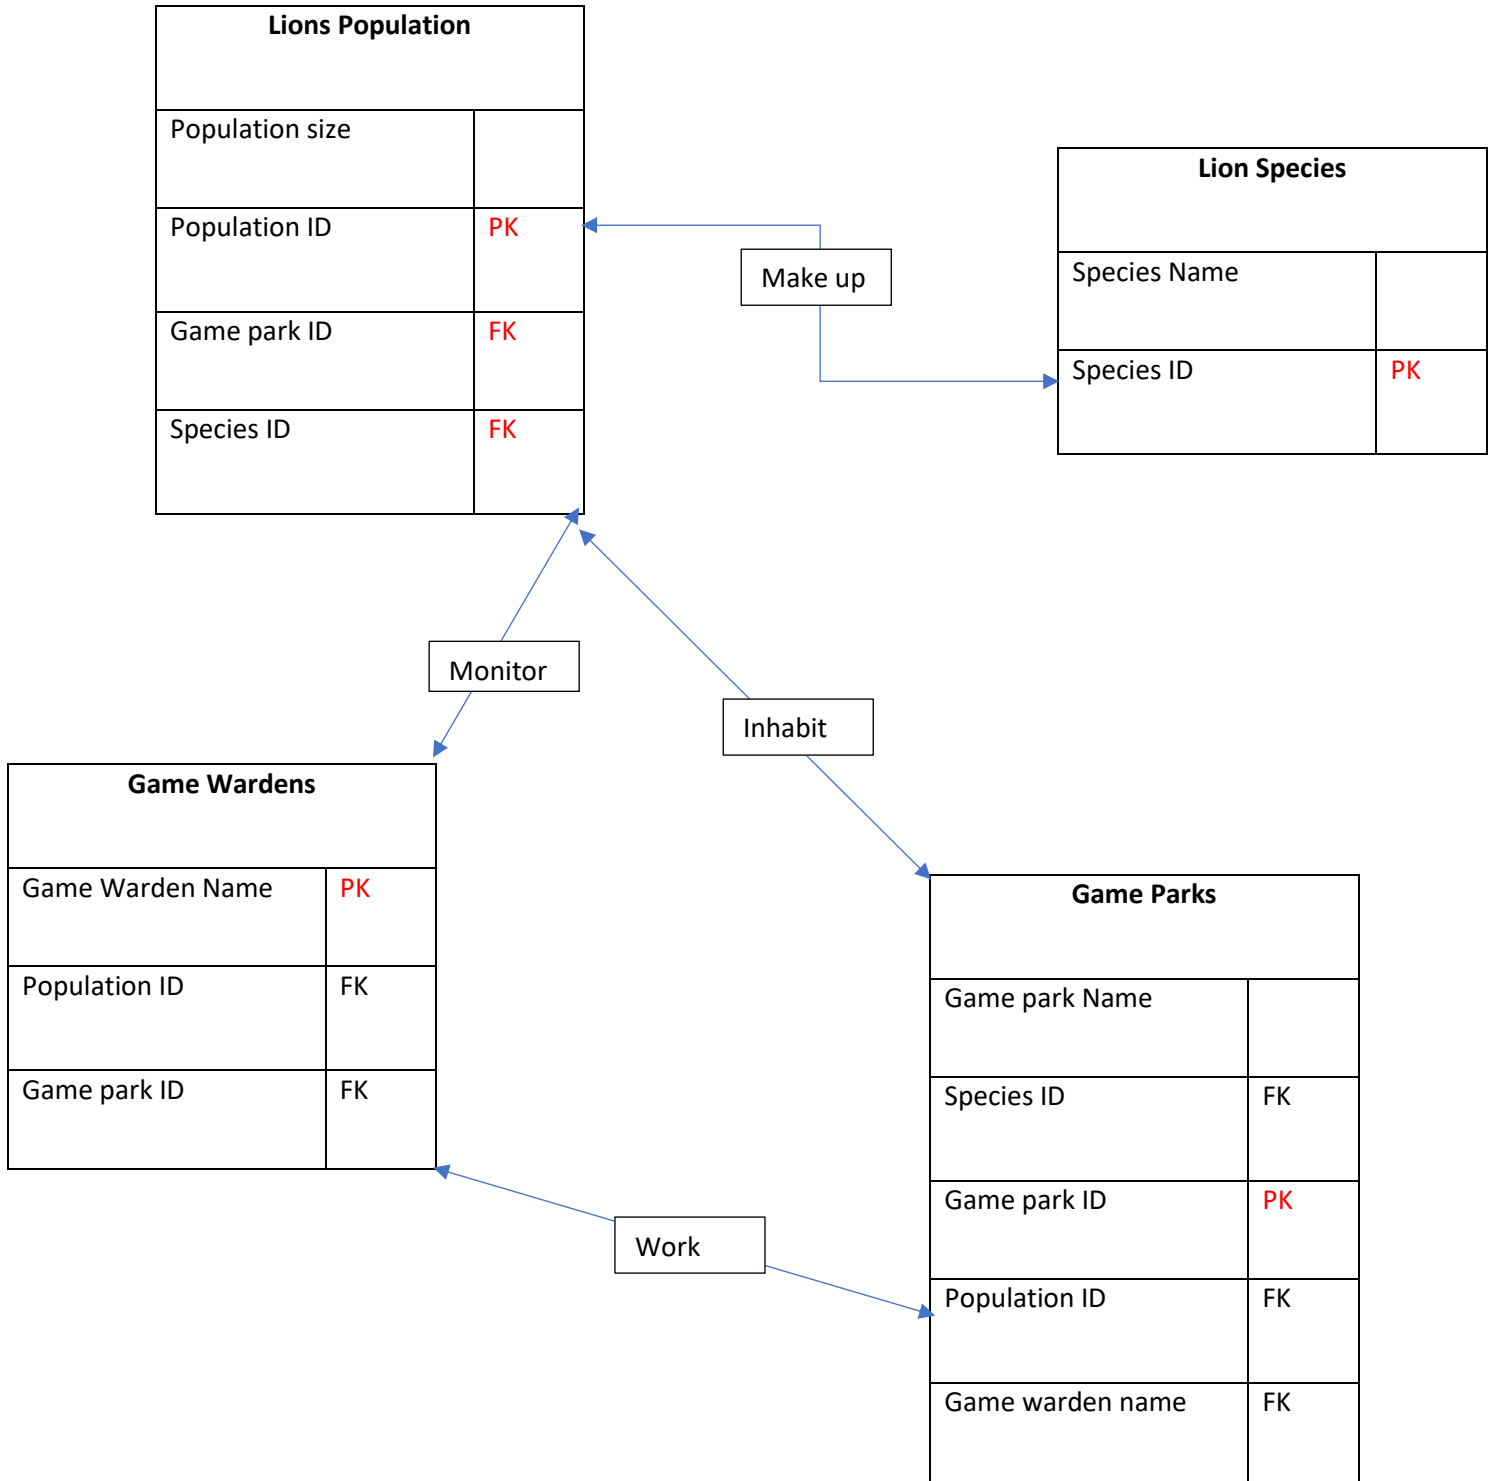 Lions Population
Population size
Population ID PK
Game park ID FK
Species ID FK
Lion Species
Species Name
Species ID PK
Make up
Monitor
Inhabit
Game Wardens
Game Warden Name PK
Population ID FK
Game park ID FK
Game Parks
Game park Name
Species ID FK
Game park ID PK
Population ID FK
Game warden name FK
Work